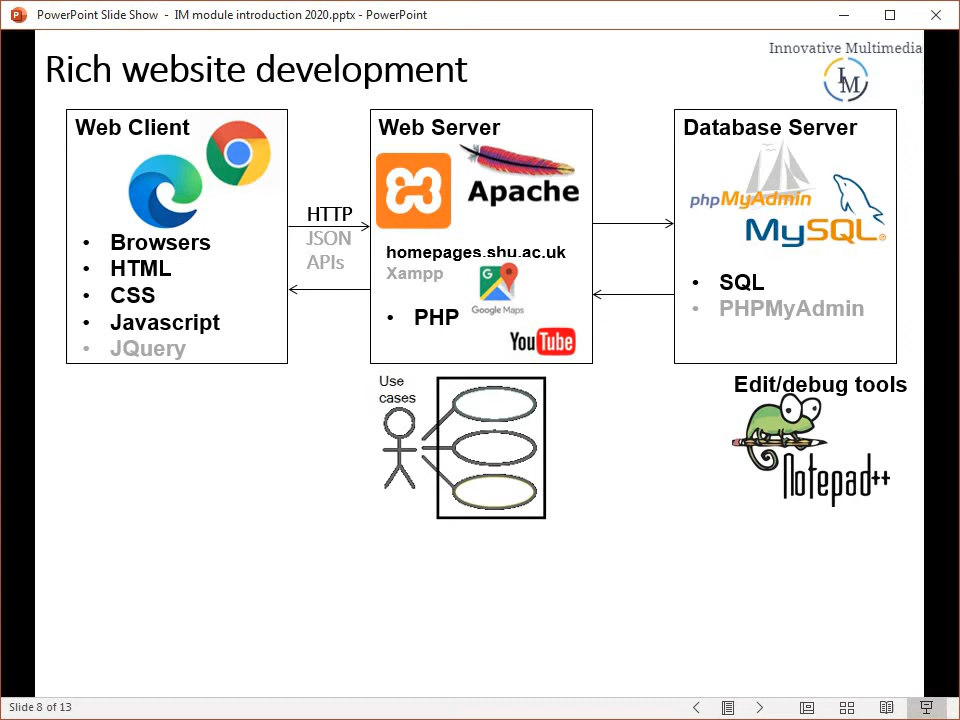 PowerPoint Slide Show - IM module introduction 2020.pptx - PowerPoint
Rich website development
Innovative Multimedia
IM
Web Client
Browsers
HTML
CSS
Javascript
JQuery
HTTP
JSON
APIs
Web Server
Apache
homepages.shu.ac.uk
Xampp
Google Maps
PHP
YouTube
Database Server
phpMyAdmin
MySQL
SQL
PHPMyAdmin
Use
cases
Edit/debug tools
Notepad++
Slide 8 of 13